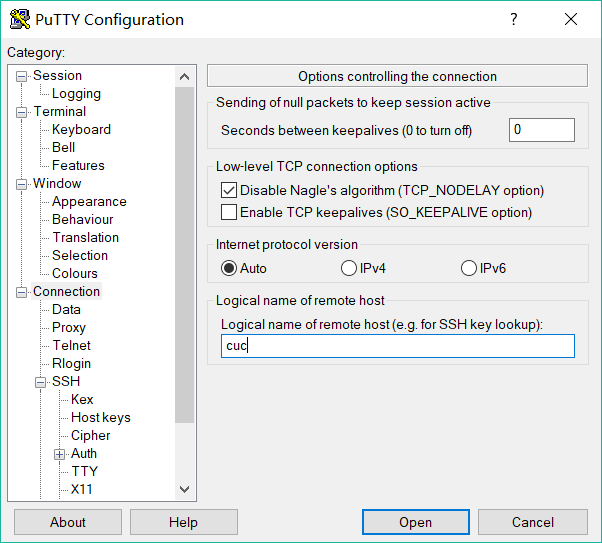 PuTTY Configuration
?
Category:
Session
Logging
Terminal
Keyboard
Bell
Features
Window
Appearance
Behaviour
Translation
Selection
Colours
Connection
Data
Proxy
Telnet
Rlogin
SSH
Kex
Host keys
Cipher
Auth
TTY
X11
Options controlling the connection
Sending of null packets to keep session active
Seconds between keepalives (0 to turn off)
0
Low-level TCP connection options
Disable Nagle's algorithm (TCP_NODELAY option)
Enable TCP keepalives (SO_KEEPALIVE option)
Internet protocol version
Auto
IPv4
IPv6
Logical name of remote host
Logical name of remote host (e.g. for SSH key lookup):
cuc
About
Help
Open
Cancel